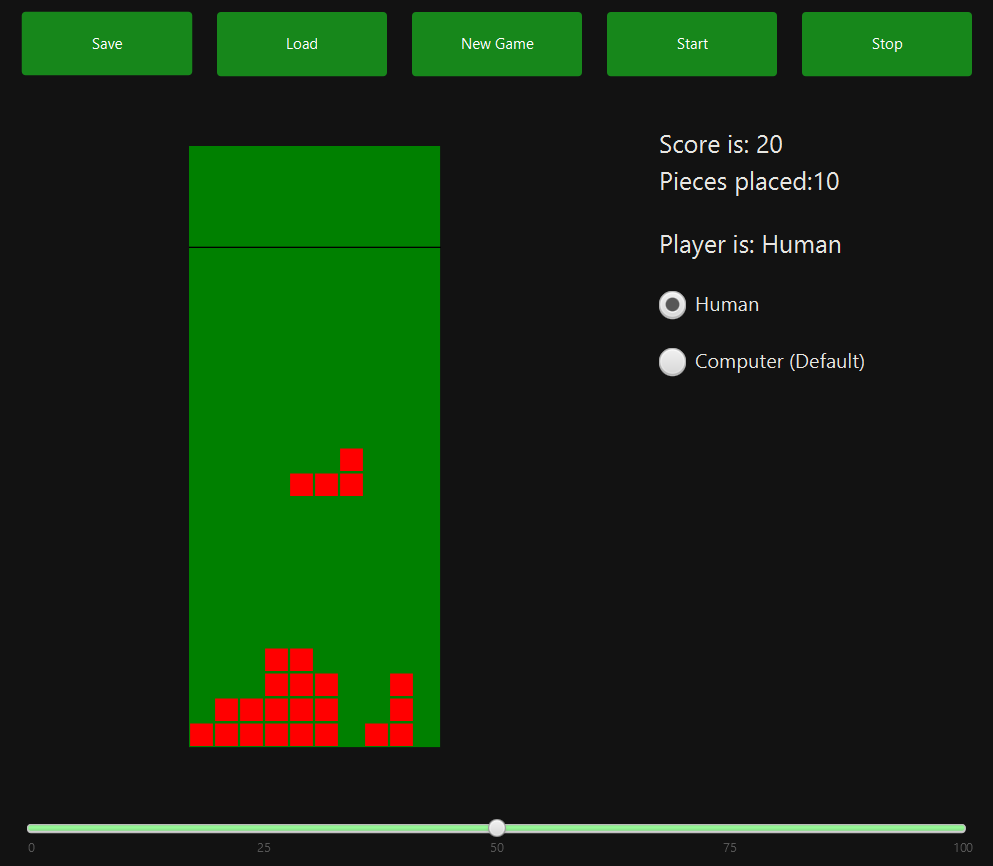 Save
Load
New Game
Start
Stop
Score is: 20
Pieces placed:10
Player is: Human
Human
Computer (Default)
0 25 50 75 100